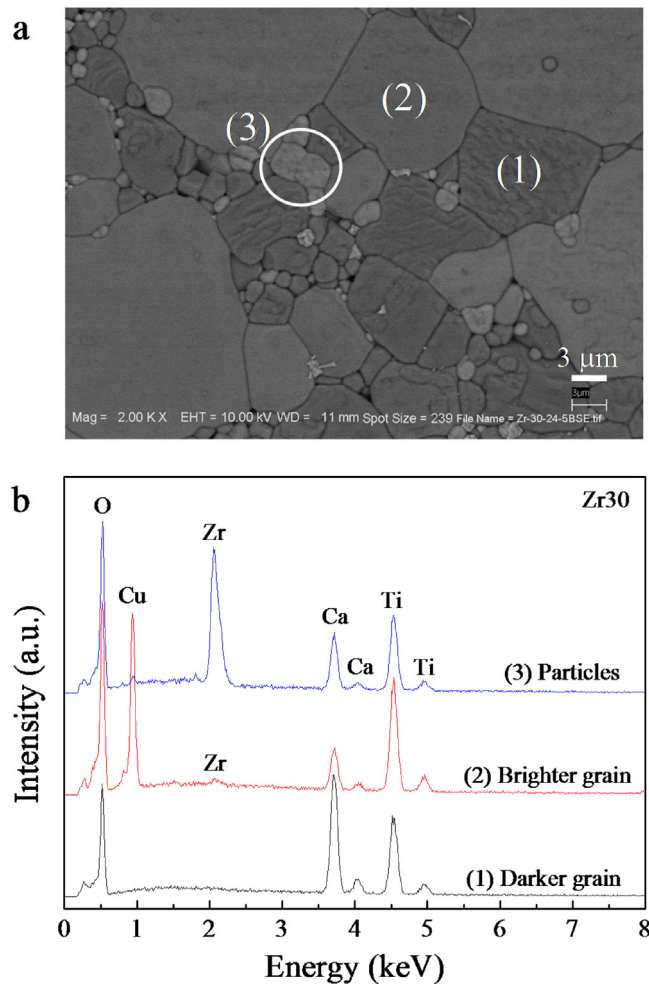 a
(2)
(3)
(1)
3 µm
3µm
Mag = 2.00 K X EHT = 10.00 kV WD = 11 mm Spot Size = 239 File Name = Zr-30-24-5BSE.tif
b
O
Zr30
Zr
Cu
Ca
Ti
Ca
Ti
(3) Particles
Zr
(2) Brighter grain
(1) Darker grain
Intensity (a.u.)
0 1 2 3 4 5 6 7 8
Energy (keV)